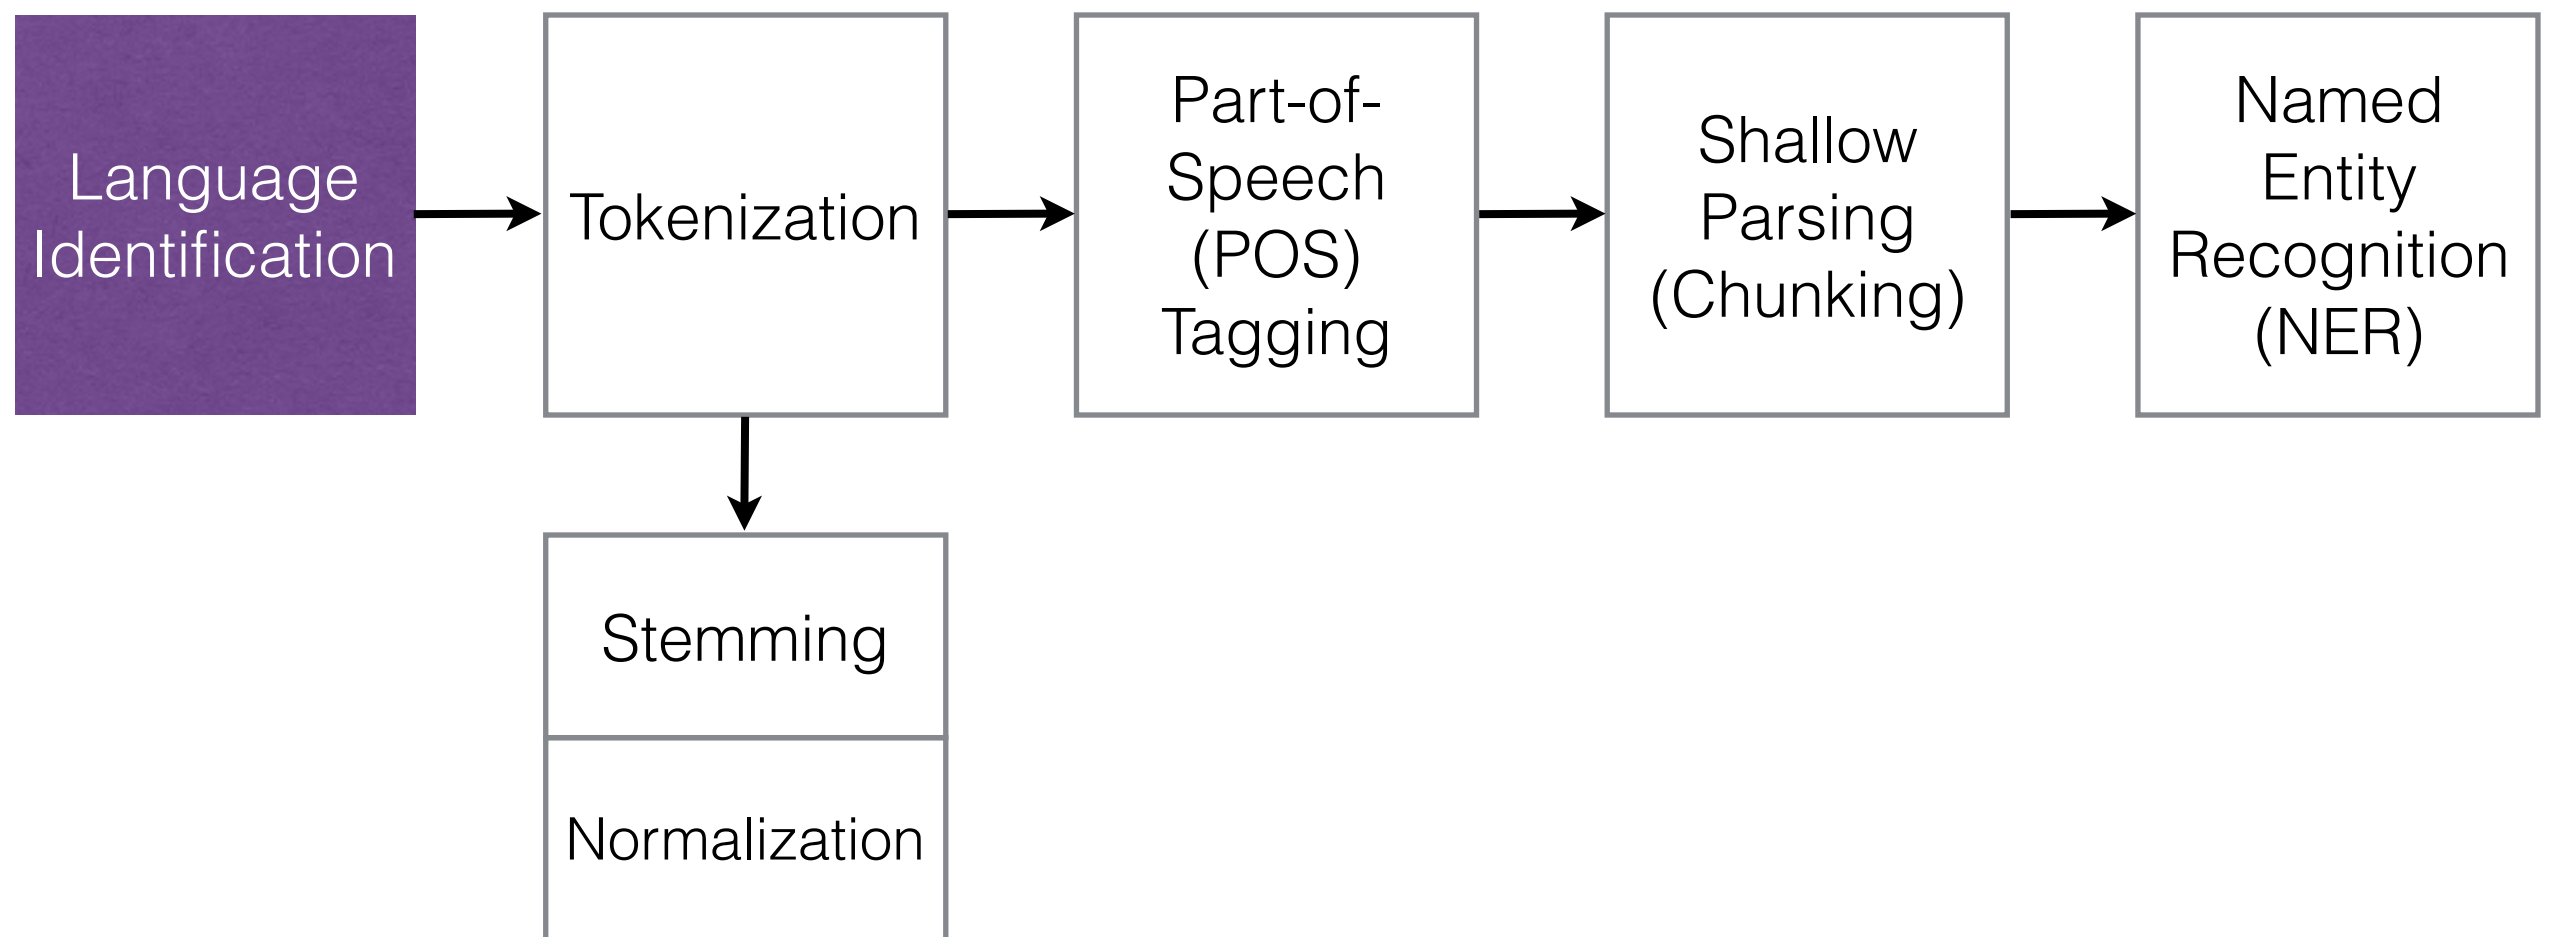 Language
Identification
Tokenization
Part-of-
Speech
(POS)
Tagging
Shallow
Parsing
(Chunking)
Named
Entity
Recognition
(NER)
Stemming
Normalization